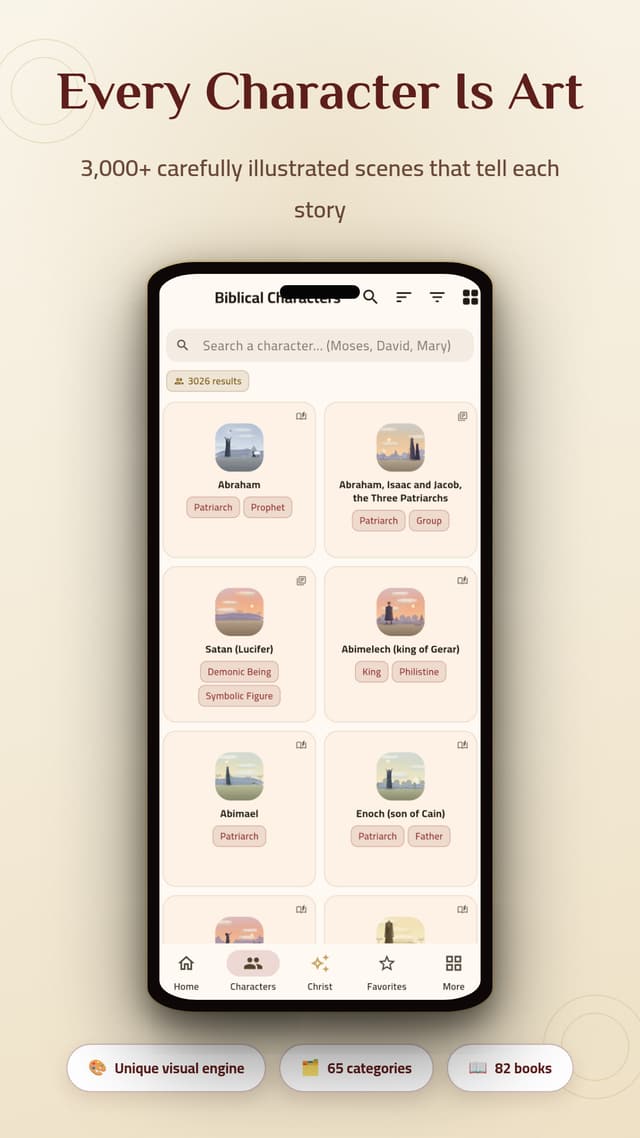 Every Character Is Art
3,000+ carefully illustrated scenes that tell each
story
Biblical Characters
Search a character... (Moses, David, Mary)
3026 results
Abraham
Patriarch Prophet
Abraham, Isaac and Jacob,
the Three Patriarchs
Patriarch Group
Satan (Lucifer)
Demonic Being
Symbolic Figure
Abimelech (king of Gerar)
King Philistine
Abimael
Patriarch
Enoch (son of Cain)
Patriarch Father
Home Characters Christ Favorites More
Unique visual engine 65 categories 82 books